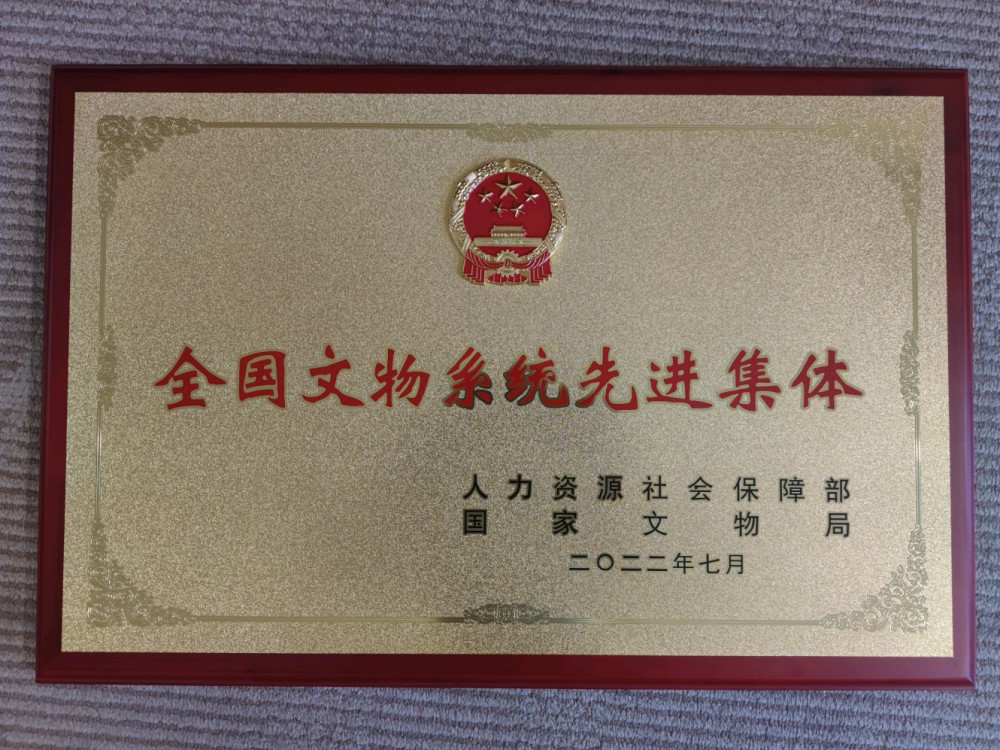 全国文物系统先进集体
人力资源社会保障部
国家文物局
二〇二二年七月